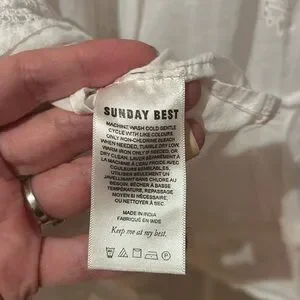 SUNDAY BEST
MACHINE WASH COLD GENTLE
CYCLE WITH LIKE COLOURS.
ONLY NON-CHLORINE BLEACH
WHEN NEEDED. TUMBLE DRY LOW.
WARM IRON ONLY IF NEEDED, OR
DRY CLEAN. LAVER SÉPARÉMENT À
LA MACHINE À L'EAU FROIDE AVEC
COULEURS SEMBLABLES.
UTILISER SEULEMENT UN
JAVELLISANT SANS CHLORE AU
BESOIN. SÉCHER À BASSE
TEMPÉRATURE. REPASSAGE
MOYEN SI NÉCESSAIRE,
OU NETTOYER À SEC.
MADE IN INDIA
FABRIQUÉ EN INDE
Keep me at my best.
P